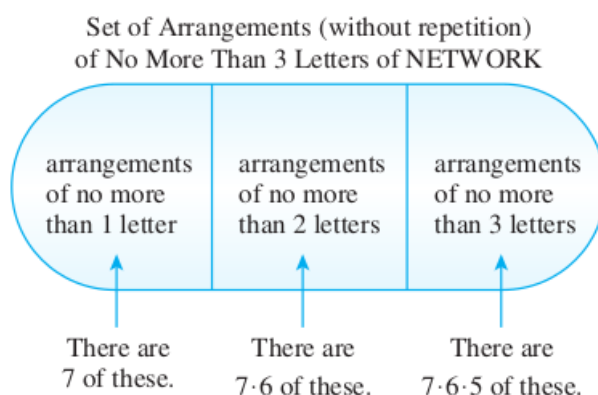 Set of Arrangements (without repetition)
of No More Than 3 Letters of NETWORK
arrangements
of no more
than 1 letter
arrangements
of no more
than 2 letters
arrangements
of no more
than 3 letters
There are
7 of these.
There are
7·6 of these.
There are
7·6·5 of these.